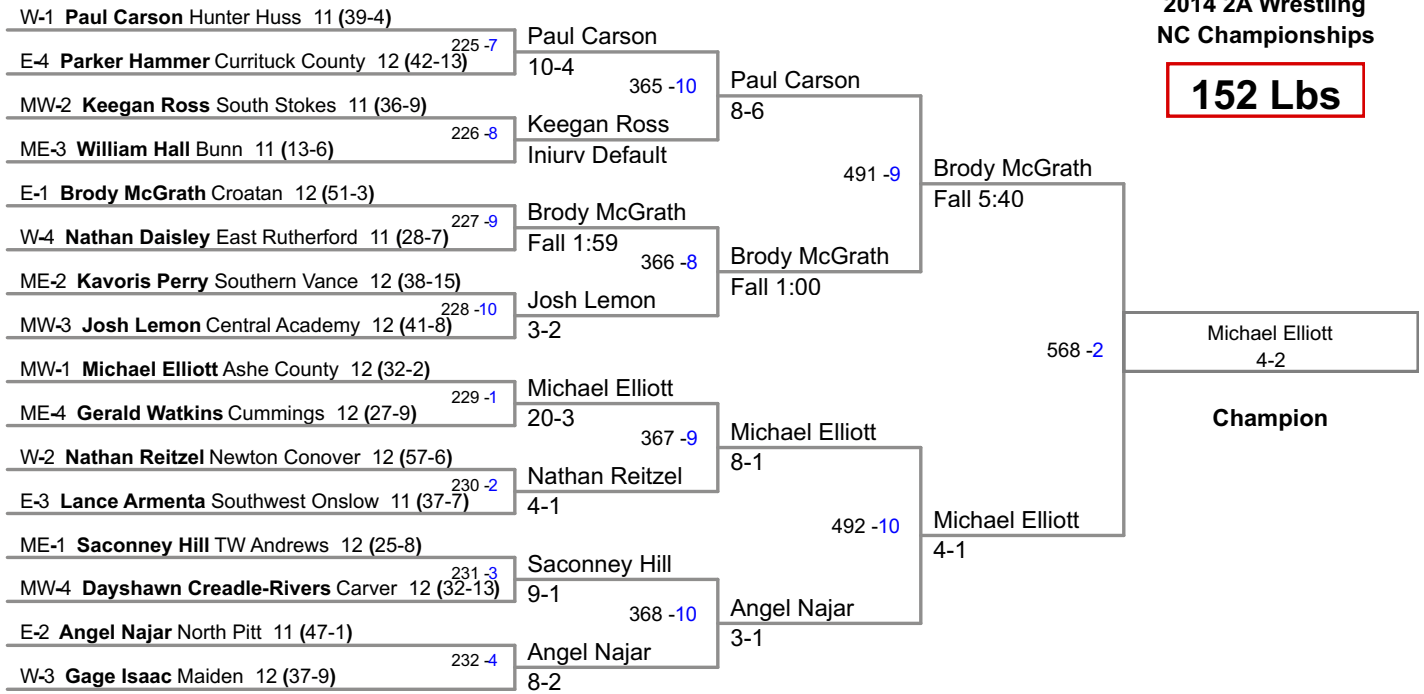 2014 2A Wrestling
NC Championships
152 Lbs
W-1 Paul Carson Hunter Huss 11 (39-4)
225 -7
E-4 Parker Hammer Currituck County 12 (42-13)
MW-2 Keegan Ross South Stokes 11 (36-9)
226 -8
ME-3 William Hall Bunn 11 (13-6)
E-1 Brody McGrath Croatan 12 (51-3)
227 -9
W-4 Nathan Daisley East Rutherford 11 (28-7)
ME-2 Kavoris Perry Southern Vance 12 (38-15)
228 -10
MW-3 Josh Lemon Central Academy 12 (41-8)
MW-1 Michael Elliott Ashe County 12 (32-2)
229 -1
ME-4 Gerald Watkins Cummings 12 (27-9)
W-2 Nathan Reitzel Newton Conover 12 (57-6)
230 -2
E-3 Lance Armenta Southwest Onslow 11 (37-7)
ME-1 Saconney Hill TW Andrews 12 (25-8)
231 -3
MW-4 Dayshawn Creadle-Rivers Carver 12 (32-13)
E-2 Angel Najar North Pitt 11 (47-1)
232 -4
W-3 Gage Isaac Maiden 12 (37-9)
Paul Carson
10-4
365 -10
Keegan Ross
Iniurv Default
Brody McGrath
Fall 1:59
366 -8
Josh Lemon
3-2
Michael Elliott
20-3
367 -9
Nathan Reitzel
4-1
Saconney Hill
9-1
368 -10
Angel Najar
8-2
Paul Carson
8-6
491 -9
Brody McGrath
Fall 1:00
Michael Elliott
8-1
492 -10
Angel Najar
3-1
Brody McGrath
Fall 5:40
568 -2
Michael Elliott
4-1
Michael Elliott
4-2
Champion